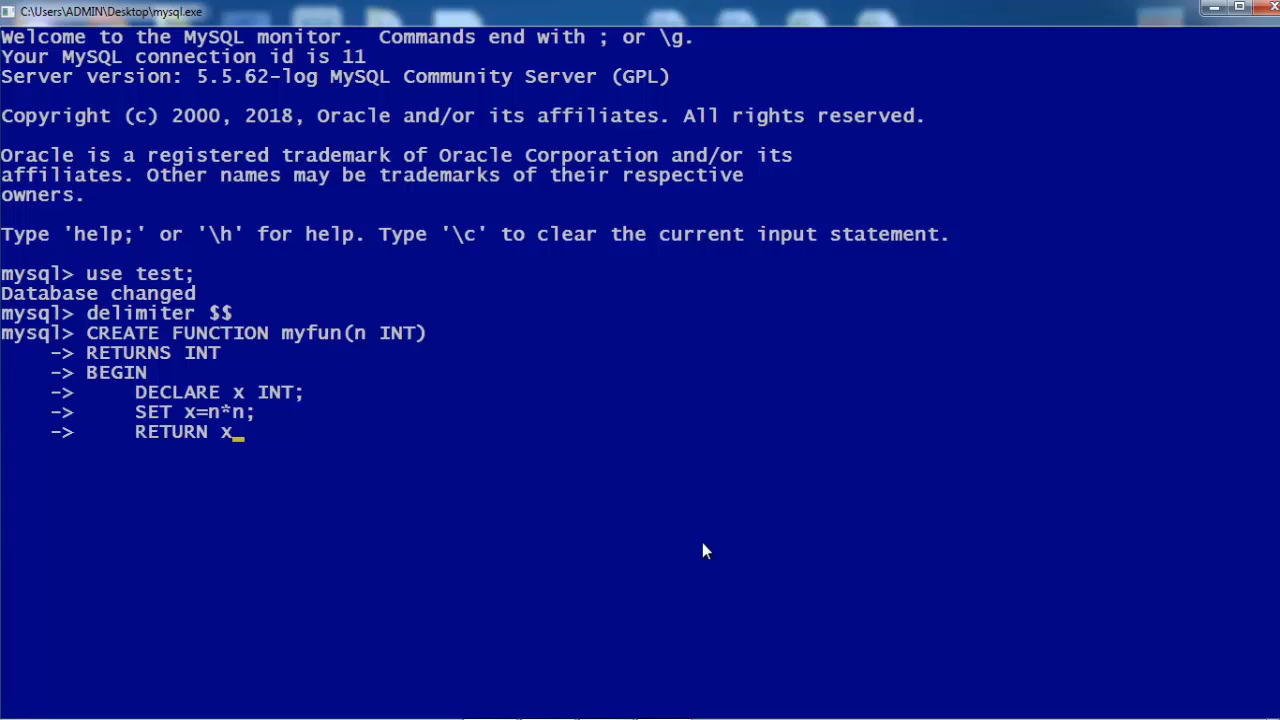 C:\Users\ADMIN\Desktop\mysql.exe
Welcome to the MySQL monitor.  Commands end with ; or \g.
Your MySQL connection id is 11
Server version: 5.5.62-log MySQL Community Server (GPL)
Copyright (c) 2000, 2018, Oracle and/or its affiliates. All rights reserved.
Oracle is a registered trademark of Oracle Corporation and/or its
affiliates. Other names may be trademarks of their respective
owners.
Type 'help;' or '\h' for help. Type '\c' to clear the current input statement.
mysql> use test;
Database changed
mysql> delimiter $$
mysql> CREATE FUNCTION myfun(n INT)
    -> RETURNS INT
    -> BEGIN
    ->     DECLARE x INT;
    ->     SET x=n*n;
    ->     RETURN x